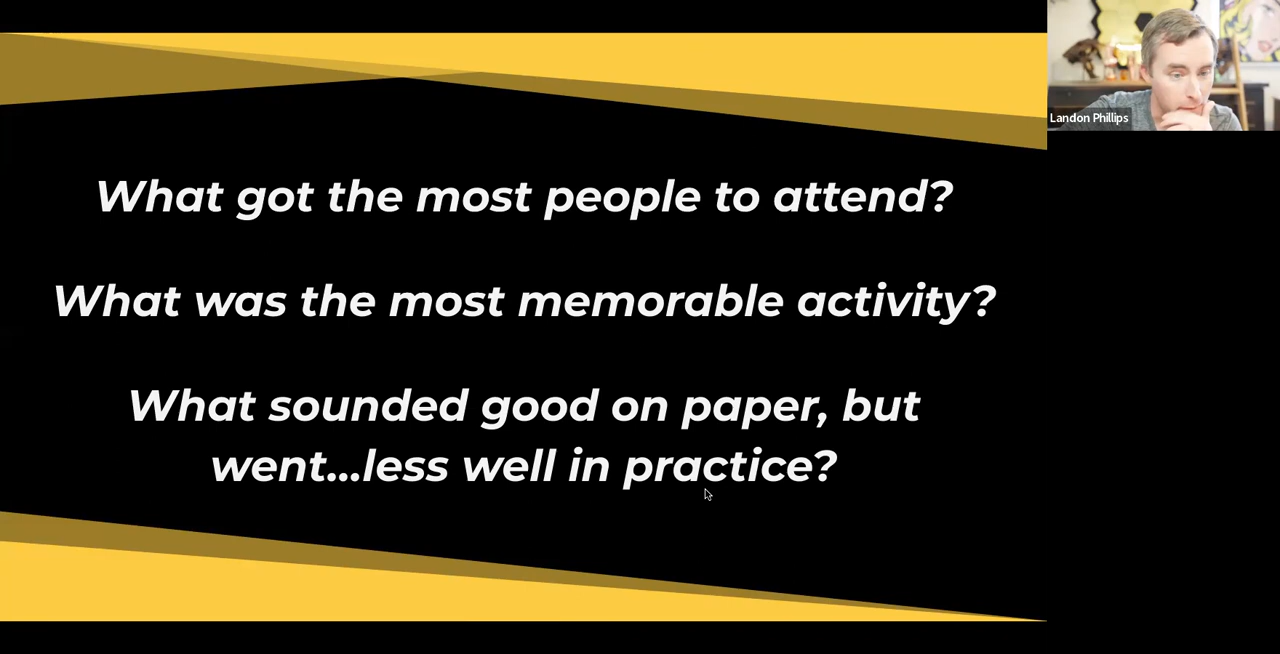 What got the most people to attend?
What was the most memorable activity?
What sounded good on paper, but
went...less well in practice?
Landon Phillips